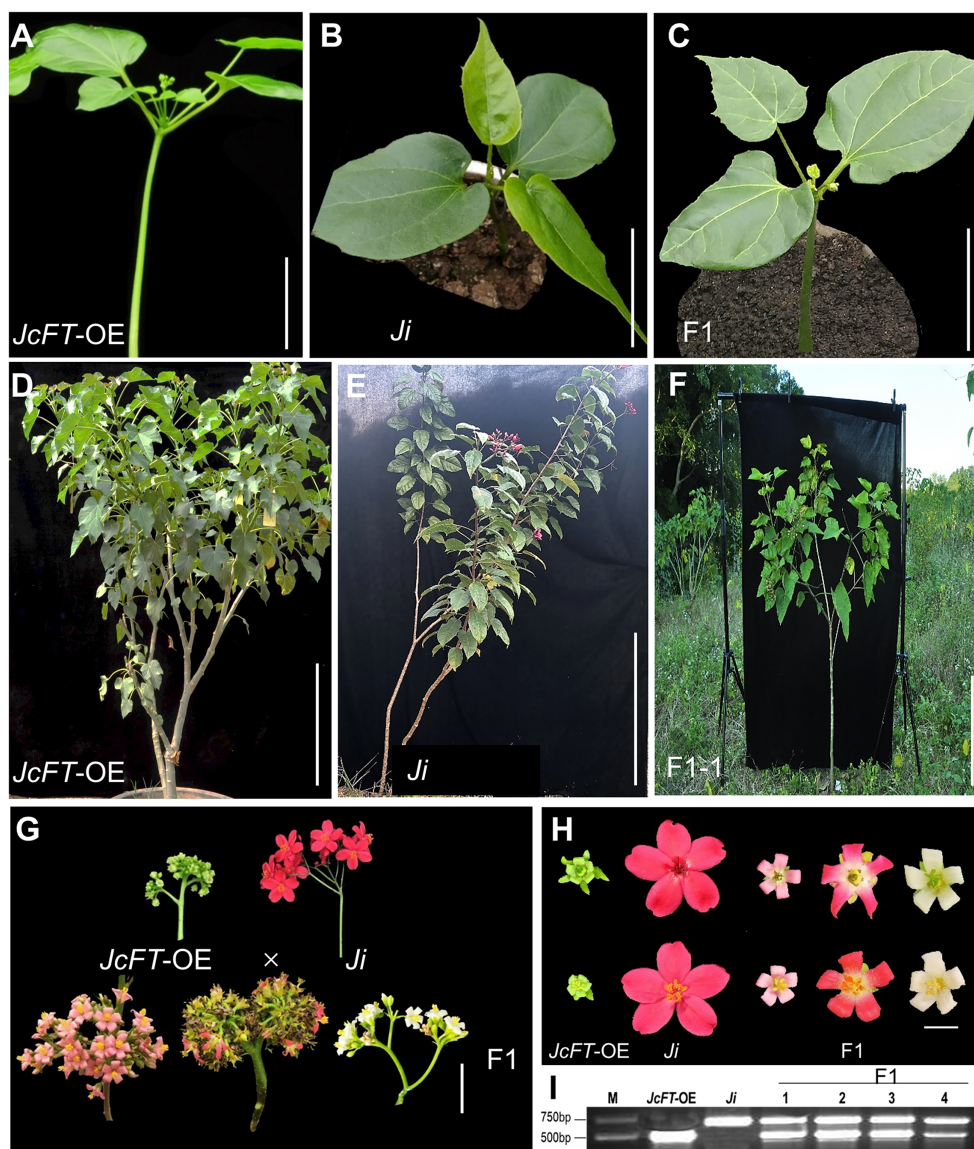 A
B
C
JcFT-OE
Ji
F1
D
E
F
JcFT-OE
Ji
F1-1
G
JcFT-OE × Ji
F1
H
JcFT-OE Ji F1
I
F1
M JcFT-OE Ji 1 2 3 4
750bp
500bp